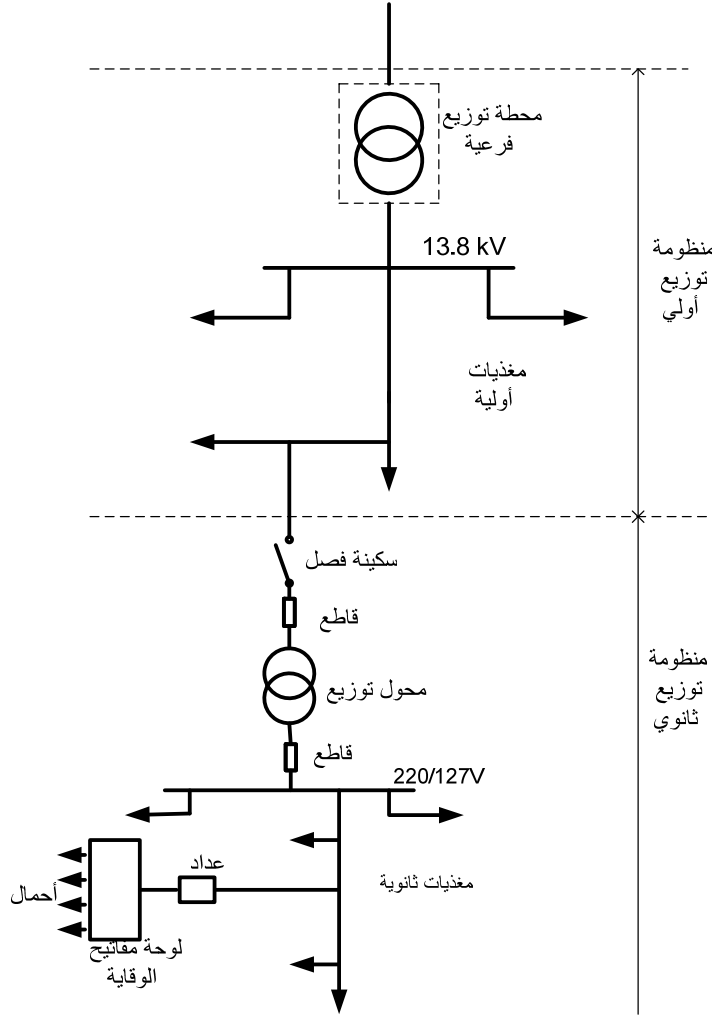 محطة توزيع
فرعية
13.8 kV
منظومة
توزيع
أولي
مغذيات
أولية
سكينة فصل
قاطع
محول توزيع
منظومة
توزيع
ثانوي
قاطع
220/127V
عداد
مغذيات ثانوية
أحمال
لوحة مفاتيح
الوقاية